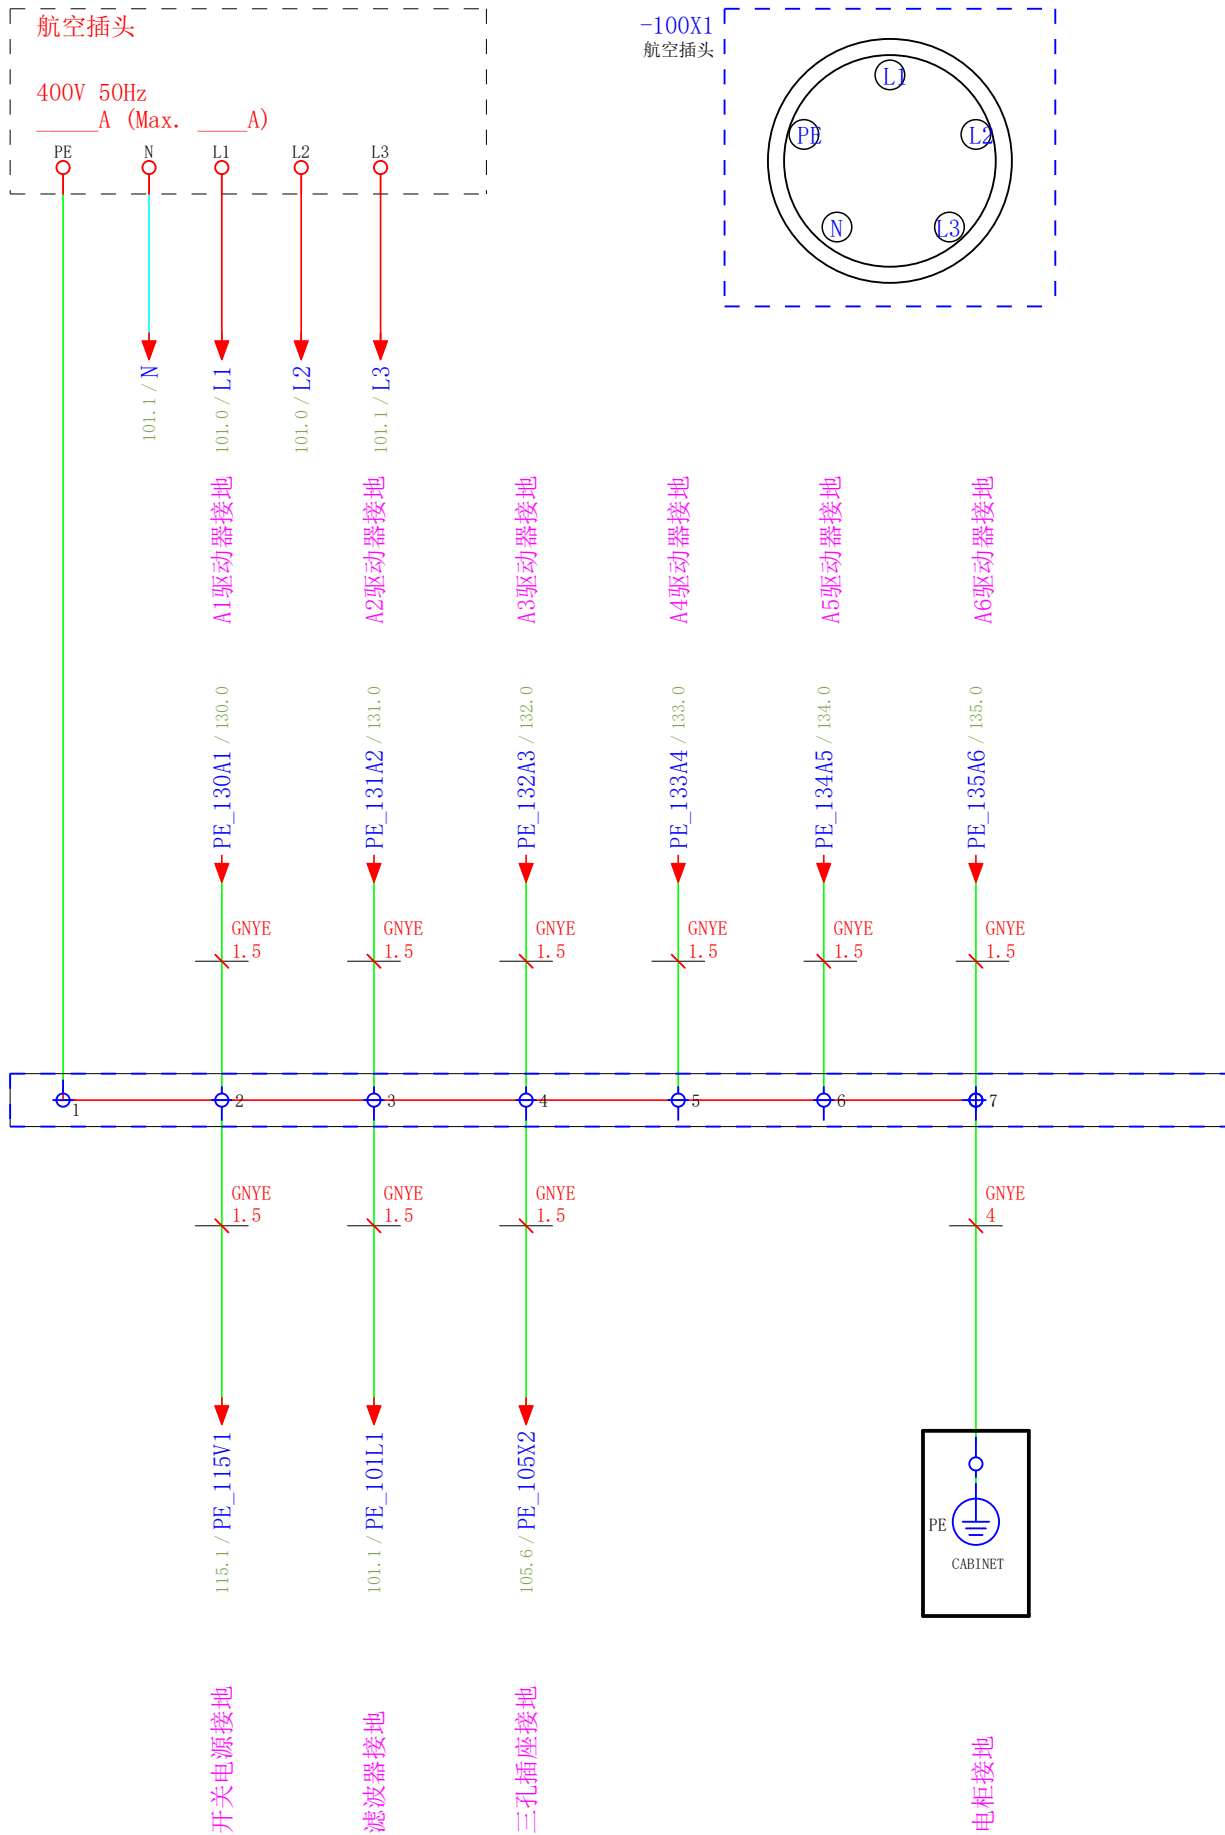 航空插头
400V 50Hz
_____A (Max. ____A)
PE
N
L1
L2
L3
-100X1
航空插头
L1
PE
L2
N
L3
101.1 / N
101.0 / L1
101.0 / L2
101.1 / L3
A1驱动器接地
A2驱动器接地
A3驱动器接地
A4驱动器接地
A5驱动器接地
A6驱动器接地
PE_130A1 / 130.0
PE_131A2 / 131.0
PE_132A3 / 132.0
PE_133A4 / 133.0
PE_134A5 / 134.0
PE_135A6 / 135.0
GNYE
1.5
GNYE
1.5
GNYE
1.5
GNYE
1.5
GNYE
1.5
GNYE
1.5
1
2
3
4
5
6
7
GNYE
1.5
GNYE
1.5
GNYE
1.5
GNYE
4
115.1 / PE_115V1
101.1 / PE_101L1
105.6 / PE_105X2
PE
CABINET
开关电源接地
滤波器接地
三孔插座接地
电柜接地